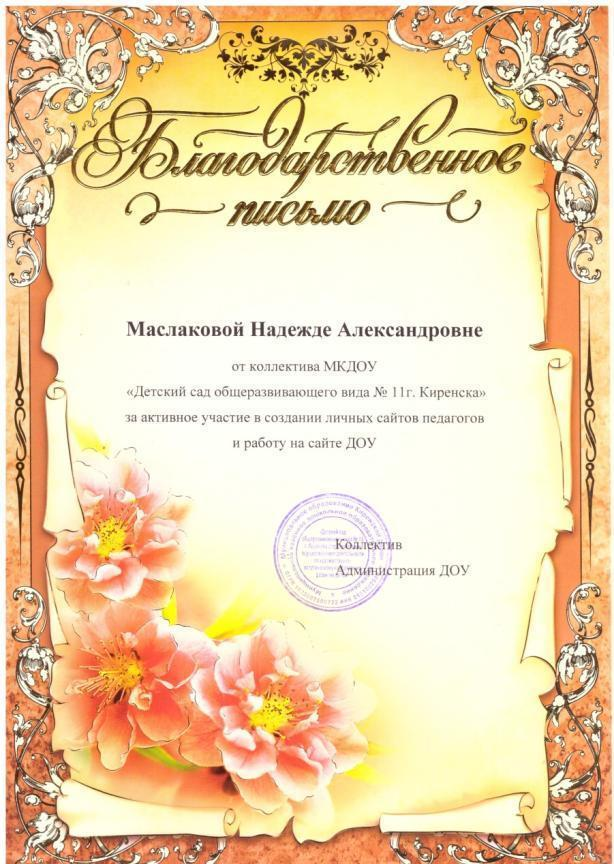 Благодарственное
письмо
Маслаковой Надежде Александровне
от коллектива МКДОУ
«Детский сад общеразвивающего вида № 11г. Киренска»
за активное участие в создании личных сайтов педагогов
и работу на сайте ДОУ
Коллектив
Администрация ДОУ